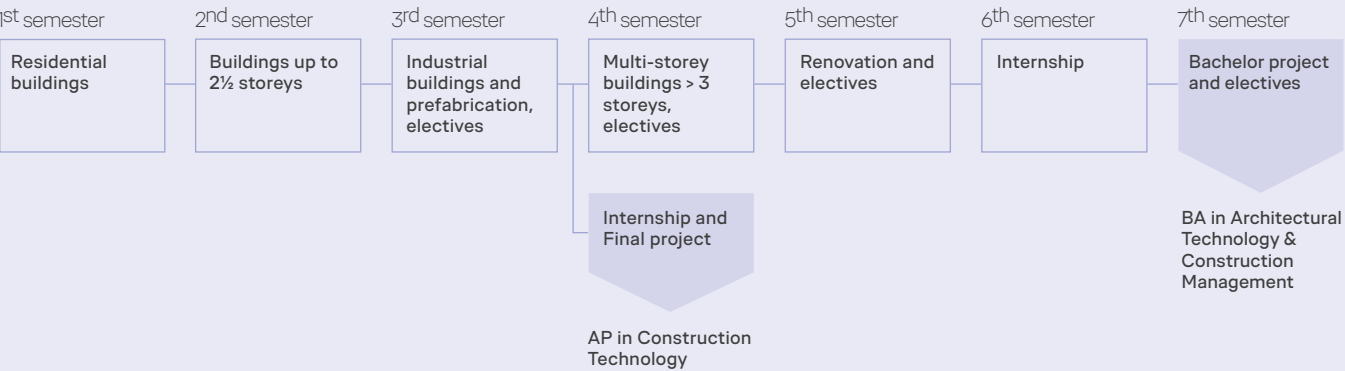 1st semester
Residential
buildings
2nd semester
Buildings up to
2½ storeys
3rd semester
Industrial
buildings and
prefabrication,
electives
4th semester
Multi-storey
buildings > 3
storeys,
electives
5th semester
Renovation and
electives
6th semester
Internship
7th semester
Bachelor project
and electives
Internship and
Final project
AP in Construction
Technology
BA in Architectural
Technology &
Construction
Management